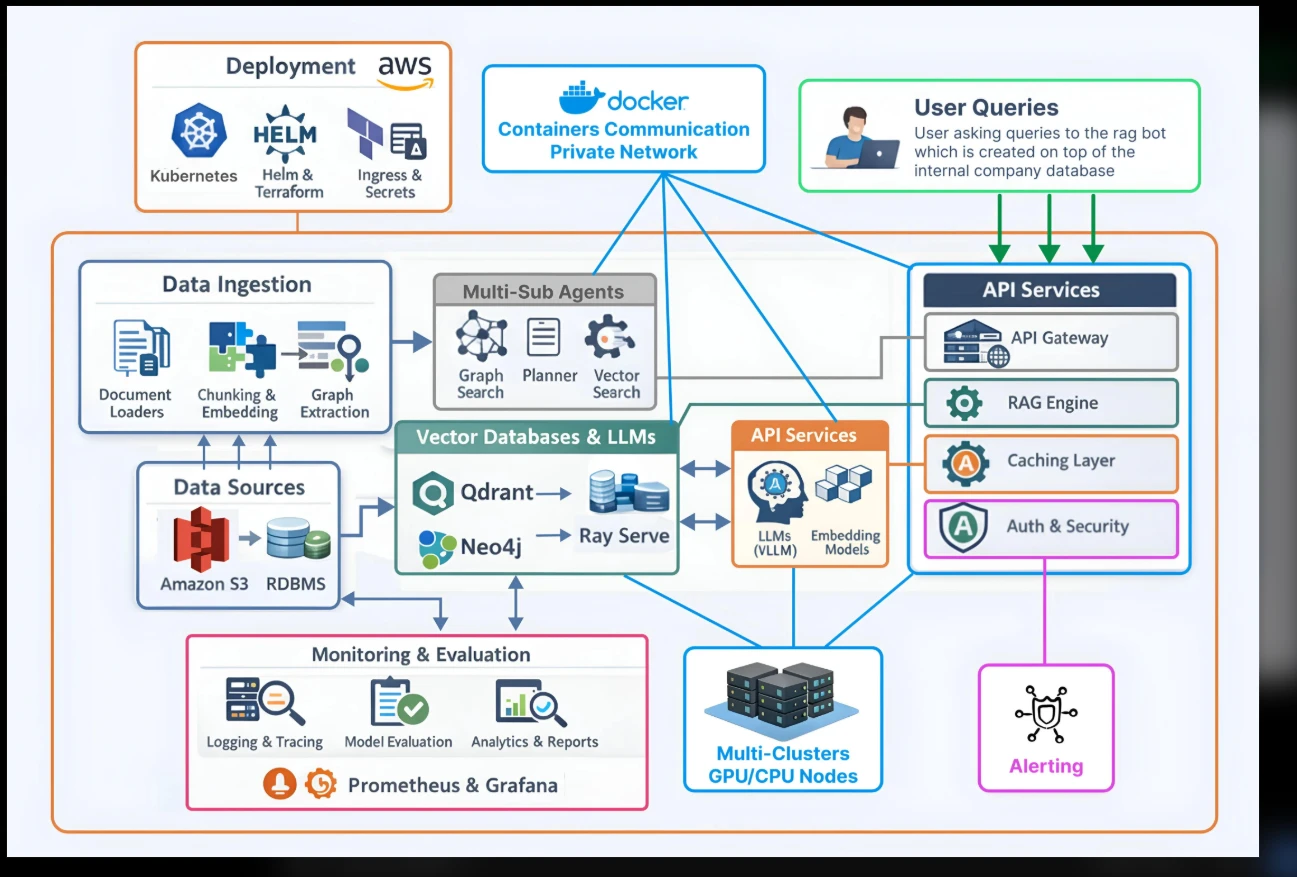 Deployment aws
Kubernetes
HELM
Helm &
Terraform
Ingress &
Secrets
docker
Containers Communication
Private Network
User Queries
User asking queries to the rag bot
which is created on top of the
internal company database
Data Ingestion
Document
Loaders
Chunking &
Embedding
Graph
Extraction
Multi-Sub Agents
Graph
Search
Planner
Vector
Search
API Services
API Gateway
RAG Engine
A
Caching Layer
A
Auth & Security
Data Sources
Amazon S3
RDBMS
Vector Databases & LLMs
Qdrant
Neo4j
Ray Serve
API Services
A
LLMs
(VLLM)
Embedding
Models
Monitoring & Evaluation
Logging & Tracing
Model Evaluation
Analytics & Reports
Prometheus & Grafana
Multi-Clusters
GPU/CPU Nodes
Alerting